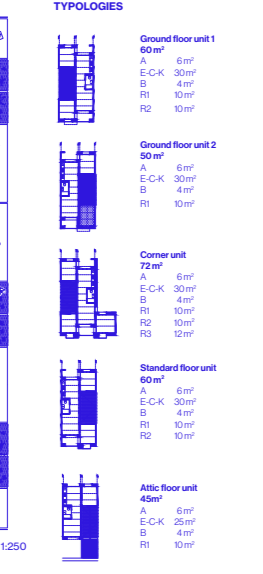 TYPOLOGIES
Ground floor unit 1
60 m²
A 6 m²
E-C-K 30 m²
B 4 m²
R1 10 m²
R2 10 m²
Ground floor unit 2
50 m²
A 6 m²
E-C-K 30 m²
B 4 m²
R1 10 m²
Corner unit
72 m²
A 6 m²
E-C-K 30 m²
B 4 m²
R1 10 m²
R2 10 m²
R3 12 m²
Standard floor unit
60 m²
A 6 m²
E-C-K 30 m²
B 4 m²
R1 10 m²
R2 10 m²
Attic floor unit
45m²
A 6 m²
E-C-K 25 m²
B 4 m²
R1 10 m²
1:250